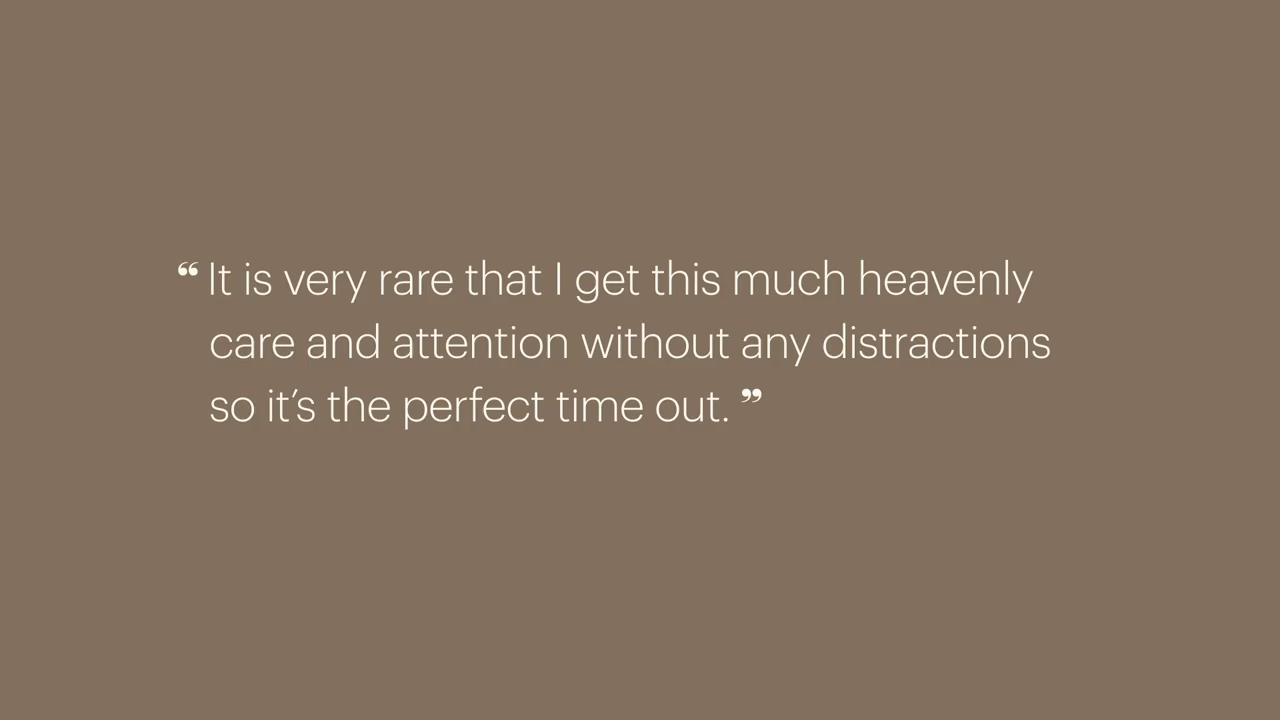 “ It is very rare that I get this much heavenly
care and attention without any distractions
so it’s the perfect time out. ”